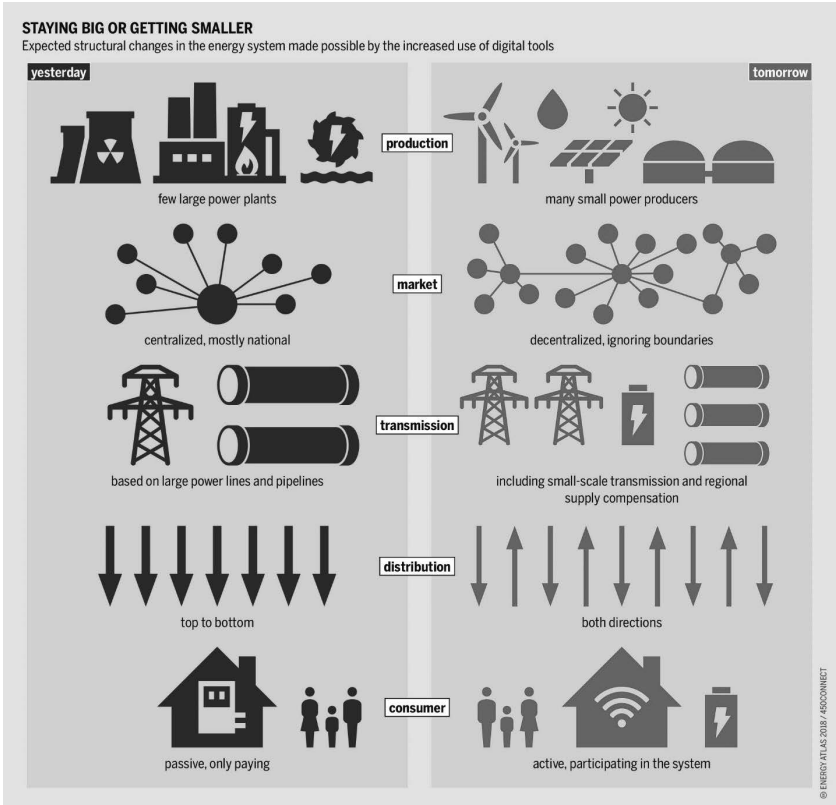 STAYING BIG OR GETTING SMALLER
Expected structural changes in the energy system made possible by the increased use of digital tools
yesterday
tomorrow
production
few large power plants
many small power producers
market
centralized, mostly national
decentralized, ignoring boundaries
transmission
based on large power lines and pipelines
including small-scale transmission and regional
supply compensation
distribution
top to bottom
both directions
consumer
passive, only paying
active, participating in the system
© ENERGY ATLAS 2018 / 450CONNECT